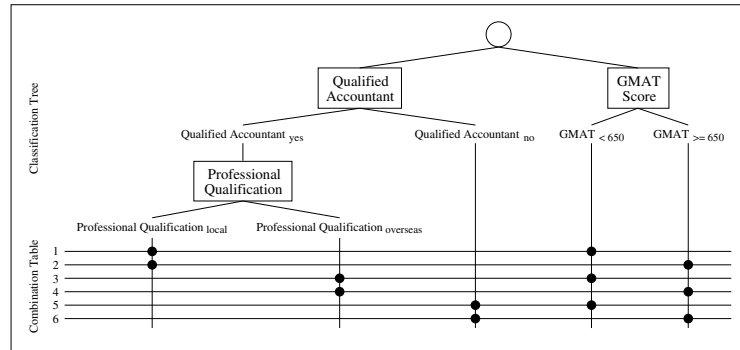 Qualified
Accountant
GMAT
Score
Classification Tree
Qualified Accountant yes
Qualified Accountant no
GMAT < 650
GMAT >= 650
Professional
Qualification
Professional Qualification local
Professional Qualification overseas
Combination Table
1
2
3
4
5
6